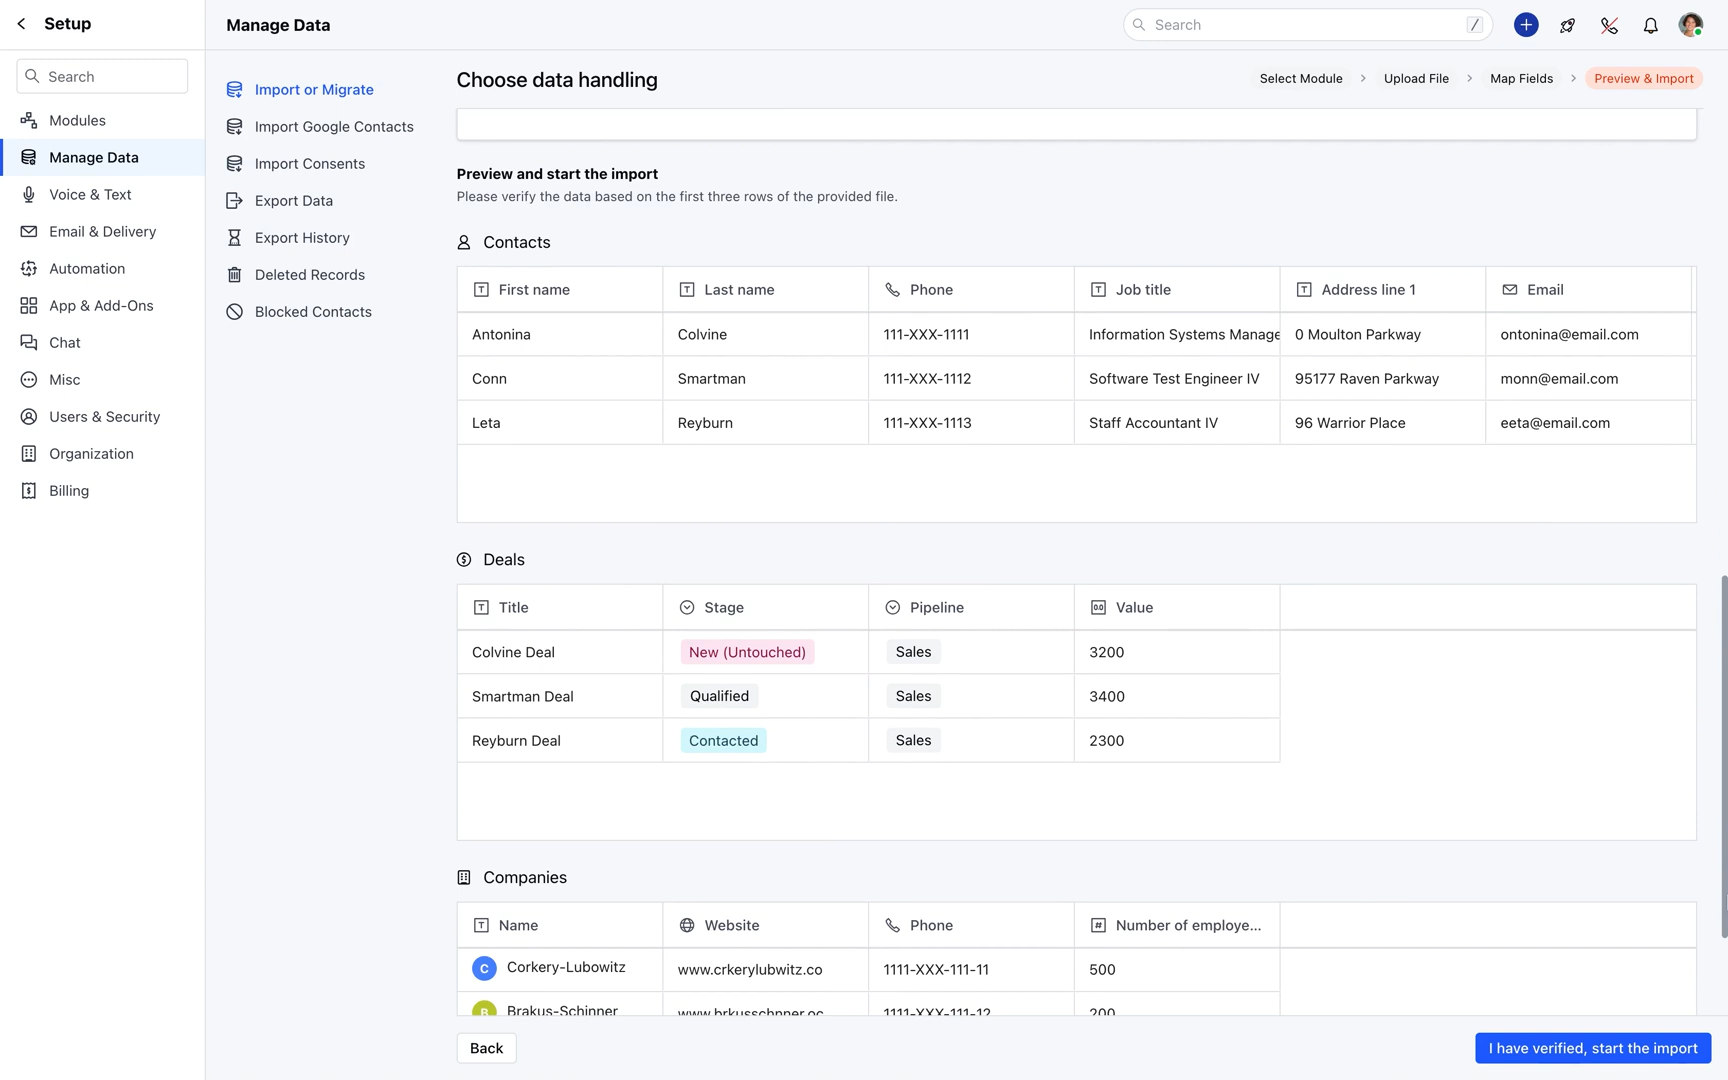 Setup
Search
Modules
Manage Data
Voice & Text
Email & Delivery
Automation
App & Add-Ons
Chat
Misc
Users & Security
Organization
Billing
Manage Data
Search /
Import or Migrate
Import Google Contacts
Import Consents
Export Data
Export History
Deleted Records
Blocked Contacts
Choose data handling
Select Module > Upload File > Map Fields > Preview & Import
Preview and start the import
Please verify the data based on the first three rows of the provided file.
Contacts
First name Last name Phone Job title Address line 1 Email
Antonina Colvine 111-XXX-1111 Information Systems Manage 0 Moulton Parkway ontonina@email.com
Conn Smartman 111-XXX-1112 Software Test Engineer IV 95177 Raven Parkway monn@email.com
Leta Reyburn 111-XXX-1113 Staff Accountant IV 96 Warrior Place eeta@email.com
Deals
Title Stage Pipeline Value
Colvine Deal New (Untouched) Sales 3200
Smartman Deal Qualified Sales 3400
Reyburn Deal Contacted Sales 2300
Companies
Name Website Phone Number of employe...
C Corkery-Lubowitz www.crkerylubwitz.co 1111-XXX-111-11 500
B Brakus-Schinner www.brkusschnner.oc 1111-XXX-111-12 200
Back
I have verified, start the import